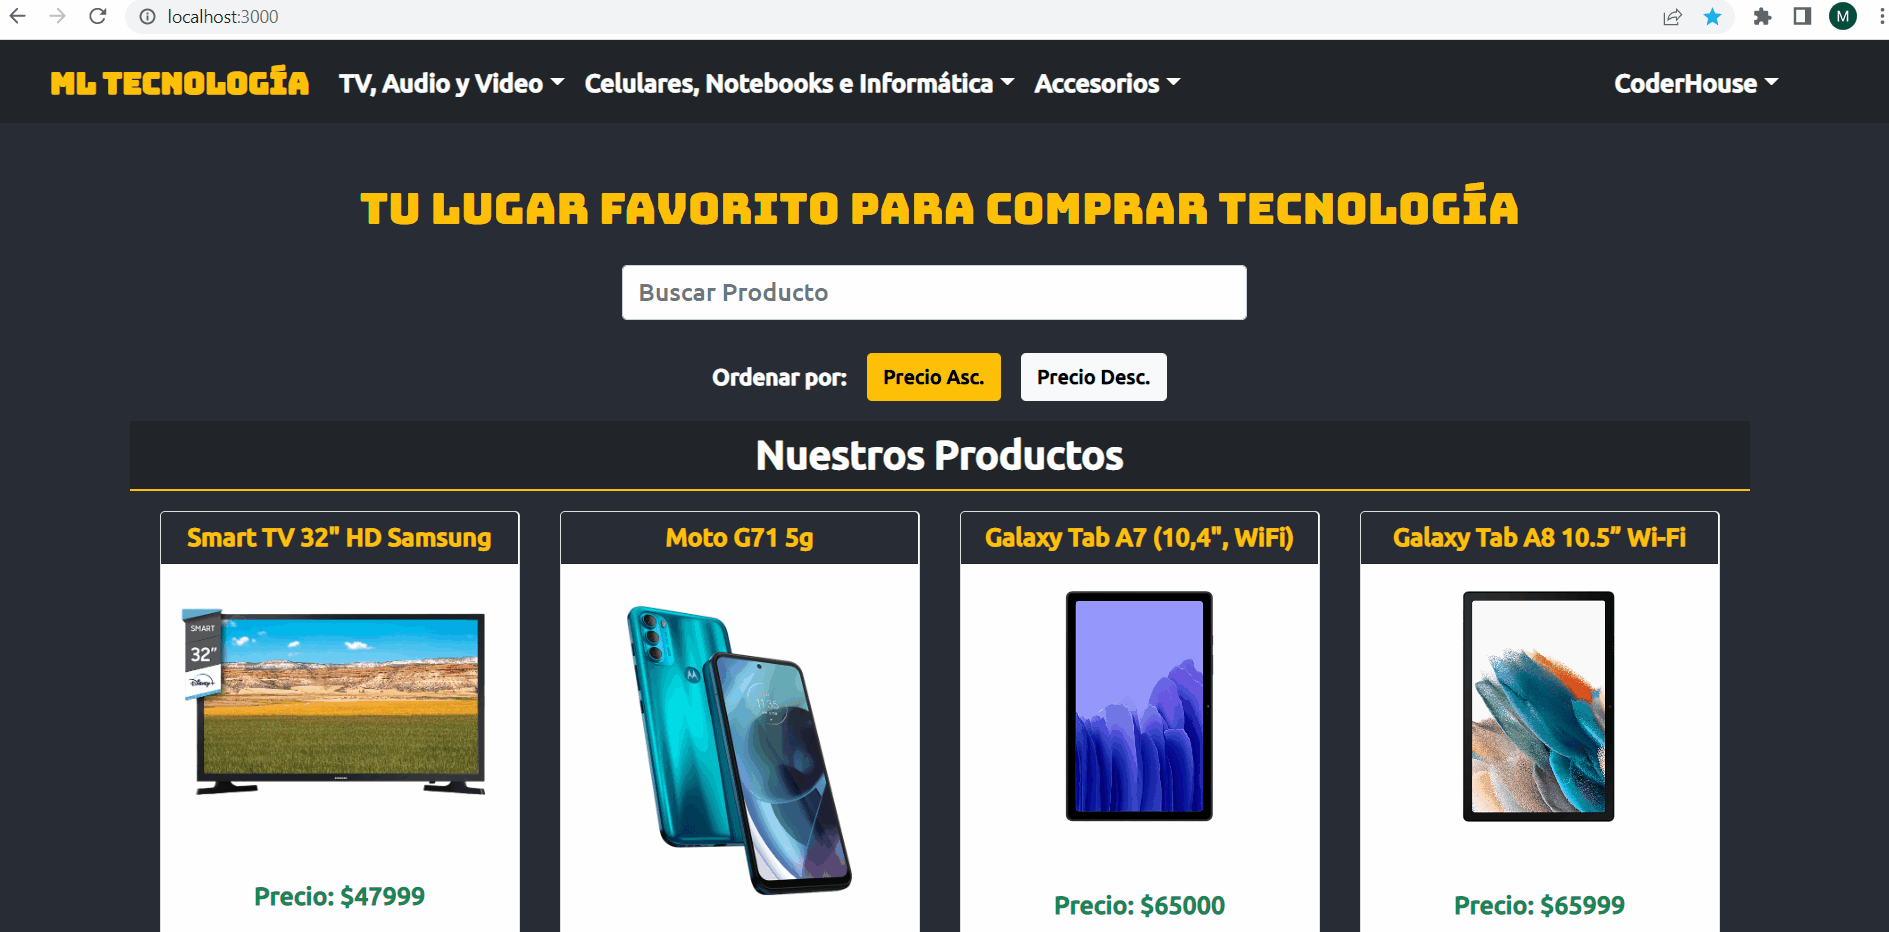 localhost:3000
M
ML TECNOLOGÍA TV, Audio y Video Celulares, Notebooks e Informática Accesorios CoderHouse
TU LUGAR FAVORITO PARA COMPRAR TECNOLOGÍA
Buscar Producto
Ordenar por: Precio Asc. Precio Desc.
Nuestros Productos
Smart TV 32" HD Samsung
SMART
32"
Disney+
Precio: $47999
Moto G71 5g
11:35
Galaxy Tab A7 (10,4", WiFi)
Precio: $65000
Galaxy Tab A8 10.5” Wi-Fi
Precio: $65999